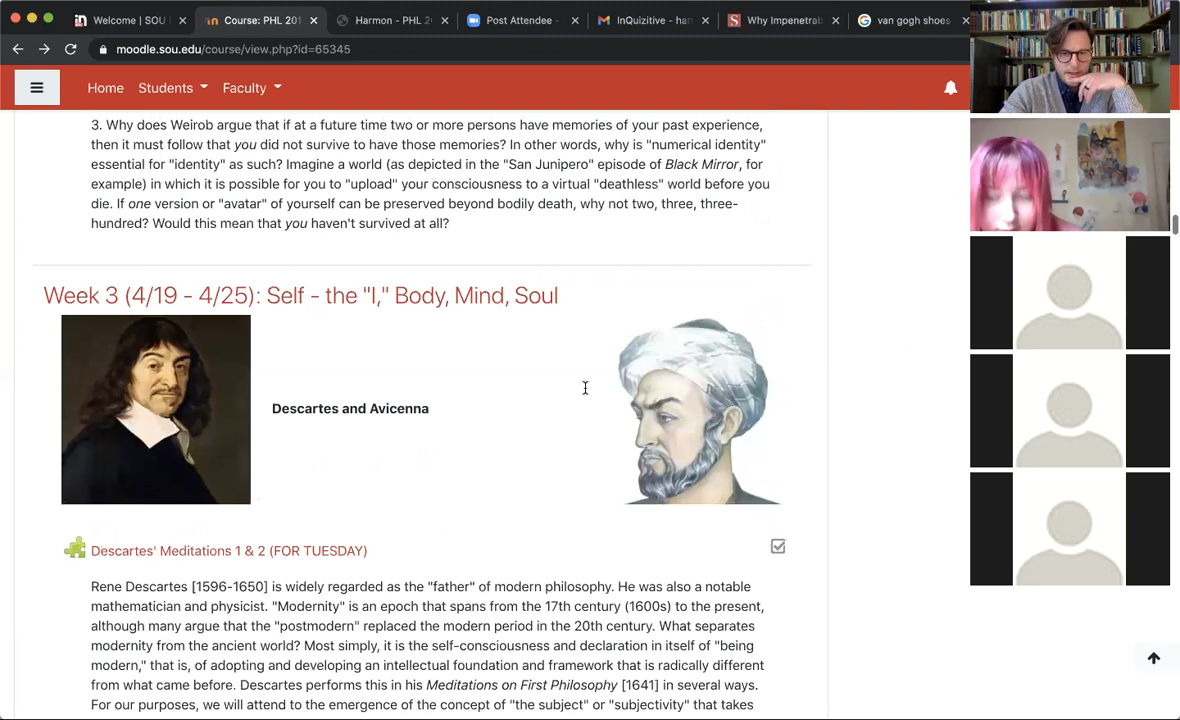 Welcome | SOU
Course: PHL 201
Harmon - PHL 2
Post Attendee -
InQuizitive - har
Why Impenetrab
van gogh shoes
moodle.sou.edu/course/view.php?id=65345
Home Students Faculty
3. Why does Weirob argue that if at a future time two or more persons have memories of your past experience,
then it must follow that you did not survive to have those memories? In other words, why is "numerical identity"
essential for "identity" as such? Imagine a world (as depicted in the "San Junipero" episode of Black Mirror, for
example) in which it is possible for you to "upload" your consciousness to a virtual "deathless" world before you
die. If one version or "avatar" of yourself can be preserved beyond bodily death, why not two, three, three-
hundred? Would this mean that you haven't survived at all?
Week 3 (4/19 - 4/25): Self - the "I," Body, Mind, Soul
Descartes and Avicenna
Descartes' Meditations 1 & 2 (FOR TUESDAY)
Rene Descartes [1596-1650] is widely regarded as the "father" of modern philosophy. He was also a notable
mathematician and physicist. "Modernity" is an epoch that spans from the 17th century (1600s) to the present,
although many argue that the "postmodern" replaced the modern period in the 20th century. What separates
modernity from the ancient world? Most simply, it is the self-consciousness and declaration in itself of "being
modern," that is, of adopting and developing an intellectual foundation and framework that is radically different
from what came before. Descartes performs this in his Meditations on First Philosophy [1641] in several ways.
For our purposes, we will attend to the emergence of the concept of "the subject" or "subjectivity" that takes